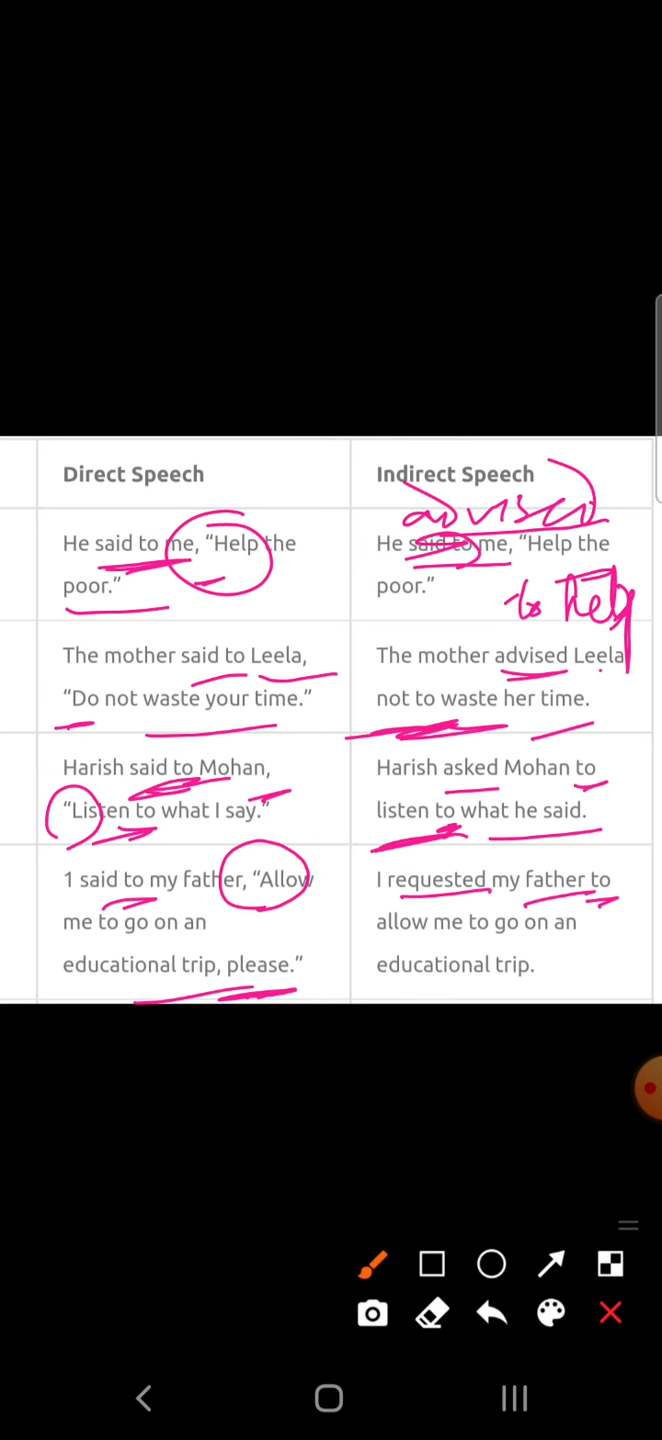 Direct Speech
Indirect Speech
advised
He said to me, “Help the
poor.”
He said to me, “Help the
poor.”
to help
The mother said to Leela,
“Do not waste your time.”
The mother advised Leela
not to waste her time.
Harish said to Mohan,
“Listen to what I say.”
Harish asked Mohan to
listen to what he said.
1 said to my father, “Allow
me to go on an
educational trip, please.”
I requested my father to
allow me to go on an
educational trip.